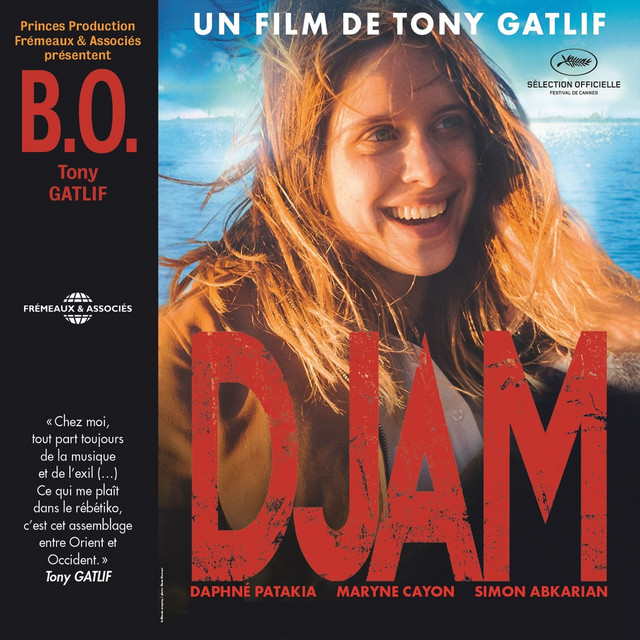 Princes Production
Frémeaux & Associés
présentent
B.O.
Tony
GATLIF
FRÉMEAUX & ASSOCIÉS
« Chez moi,
tout part toujours
de la musique
et de l'exil (...)
Ce qui me plaît
dans le rébétiko,
c'est cet assemblage
entre Orient et
Occident. »
Tony GATLIF
UN FILM DE TONY GATLIF
SÉLECTION OFFICIELLE
FESTIVAL DE CANNES
DJAM
DAPHNÉ PATAKIA MARYNE CAYON SIMON ABKARIAN